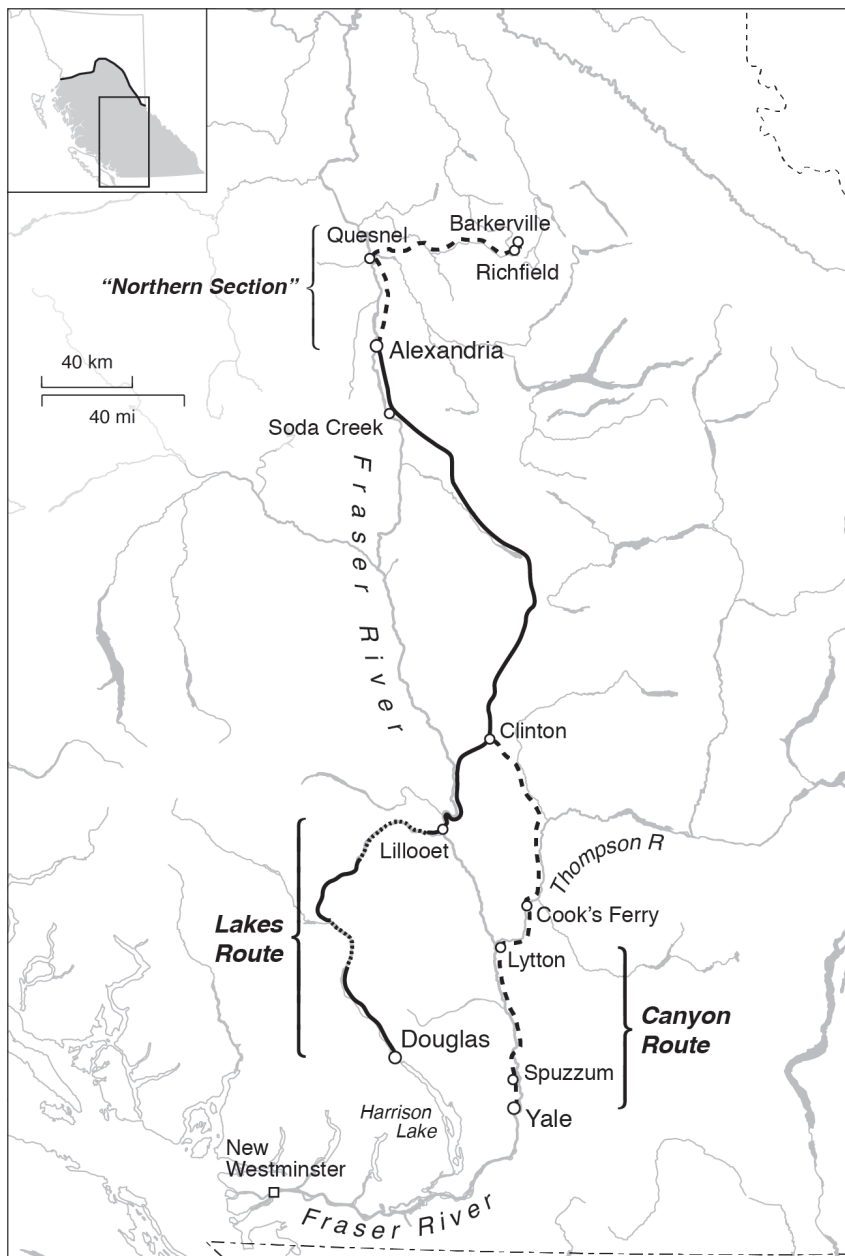 Barkerville
Quesnel
Richfield
“Northern Section”
Alexandria
40 km
40 mi
Soda Creek
Fraser River
Clinton
Lillooet
Thompson R
Cook's Ferry
Lakes
Route
Lytton
Canyon
Route
Douglas
Spuzzum
Yale
Harrison
Lake
New
Westminster
Fraser River